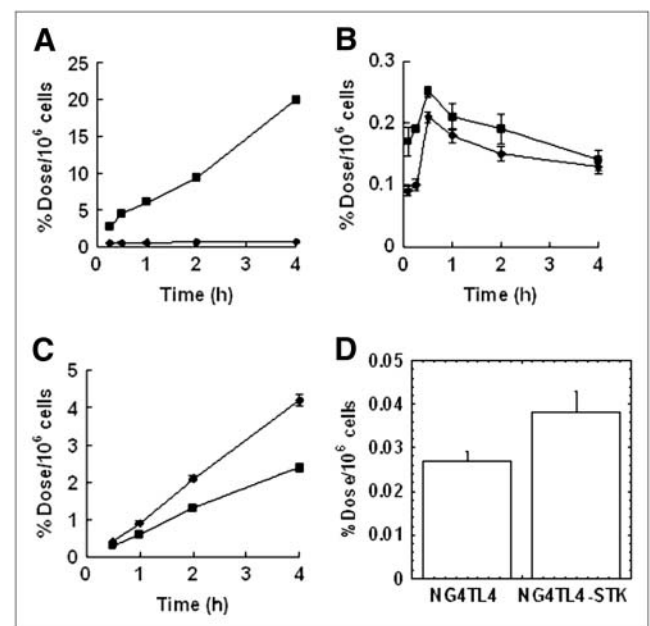 A
% Dose/10⁶ cells
25
20
15
10
5
0
0 1 2 3 4
Time (h)
B
% Dose/10⁶ cells
0.3
0.2
0.1
0
0 1 2 3 4
Time (h)
C
% Dose/10⁶ cells
5
4
3
2
1
0
0 1 2 3 4
Time (h)
D
% Dose/10⁶ cells
0.05
0.04
0.03
0.02
0.01
0
NG4TL4 NG4TL4-STK